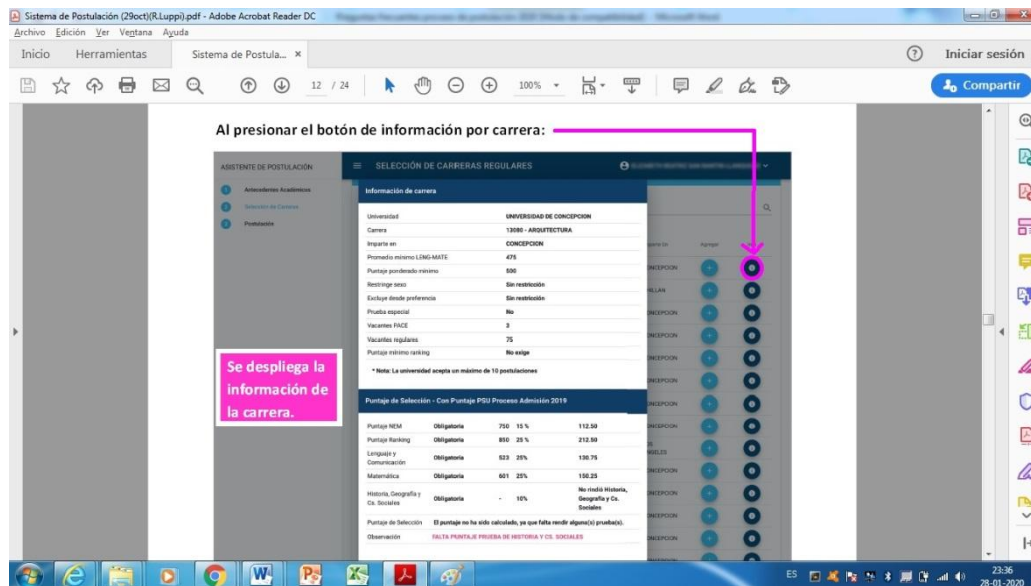 Sistema de Postulación (29oct)(R.Luppi).pdf - Adobe Acrobat Reader DC
Archivo Edición Ver Ventana Ayuda
Inicio Herramientas Sistema de Postula... ×
Iniciar sesión
12 / 24
100%
Compartir
Al presionar el botón de información por carrera:
ASISTENTE DE POSTULACIÓN
SELECCIÓN DE CARRERAS REGULARES
1 Antecedentes Académicos
2 Selección de Carreras
3 Postulación
Información de carrera
Universidad UNIVERSIDAD DE CONCEPCION
Carrera 13080 - ARQUITECTURA
Imparte en CONCEPCION
Promedio mínimo LENG-MATE 475
Puntaje ponderado mínimo 500
Restringe sexo Sin restricción
Excluye desde preferencia Sin restricción
Prueba especial No
Vacantes PACE 3
Vacantes regulares 75
Puntaje mínimo ranking No exige
* Nota: La universidad acepta un máximo de 10 postulaciones
Agregar
Se despliega la
información de
la carrera.
Puntaje de Selección - Con Puntaje PSU Proceso Admisión 2019
Puntaje NEM Obligatoria 750 15 % 112.50
Puntaje Ranking Obligatoria 850 25 % 212.50
Lenguaje y
Comunicación Obligatoria 523 25% 130.75
Matemática Obligatoria 601 25% 150.25
Historia, Geografía y
Cs. Sociales Obligatoria - 10% No rindió Historia,
Geografía y Cs.
Sociales
Puntaje de Selección El puntaje no ha sido calculado, ya que falta rendir alguna(s) prueba(s).
Observación FALTA PUNTAJE PRUEBA DE HISTORIA Y CS. SOCIALES
ES
23:36
28-01-2020